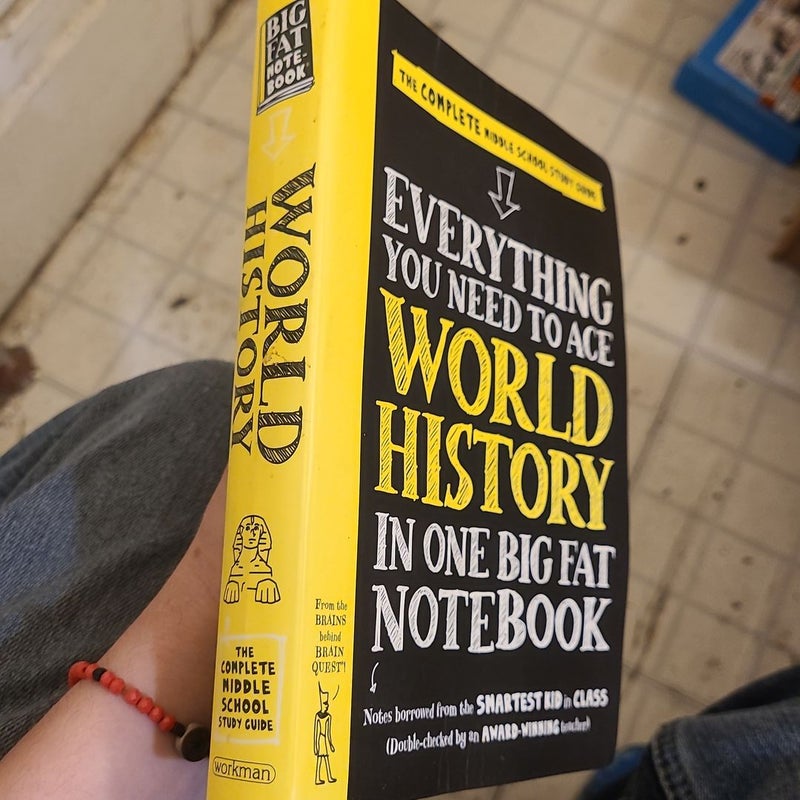 BIG
FAT
NOTE-
BOOK
WORLD
HISTORY
THE
COMPLETE
MIDDLE
SCHOOL
STUDY GUIDE
From the
BRAINS
behind
BRAIN
QUEST®!
workman
THE COMPLETE MIDDLE SCHOOL STUDY GUIDE
EVERYTHING
YOU NEED TO ACE
WORLD
HISTORY
IN ONE BIG FAT
NOTEBOOK
Notes borrowed from the SMARTEST KID in CLASS
(Double-checked by an AWARD-WINNING teacher)